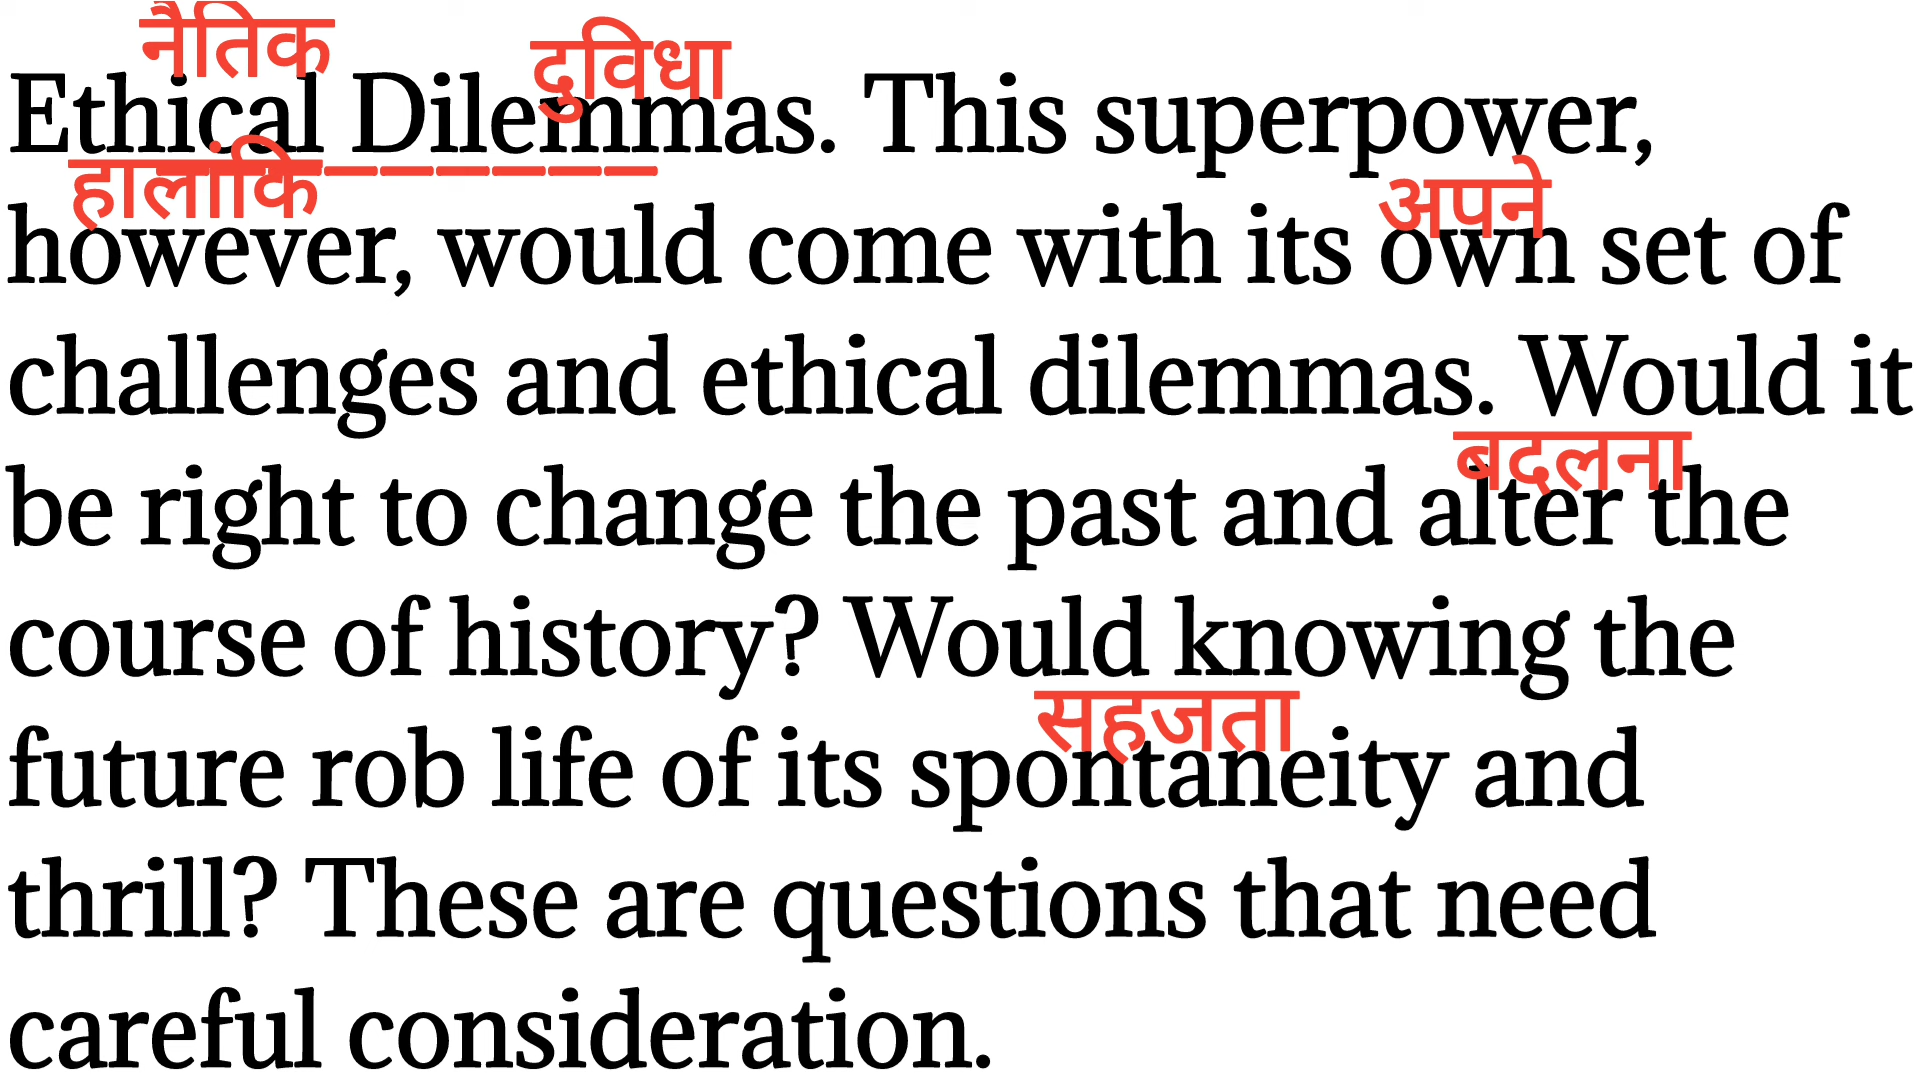 नैतिक दुविधा
Ethical Dilemmas. This superpower,
हालांकि अपने
however, would come with its own set of
challenges and ethical dilemmas. Would it
बदलना
be right to change the past and alter the
course of history? Would knowing the
सहजता
future rob life of its spontaneity and
thrill? These are questions that need
careful consideration.